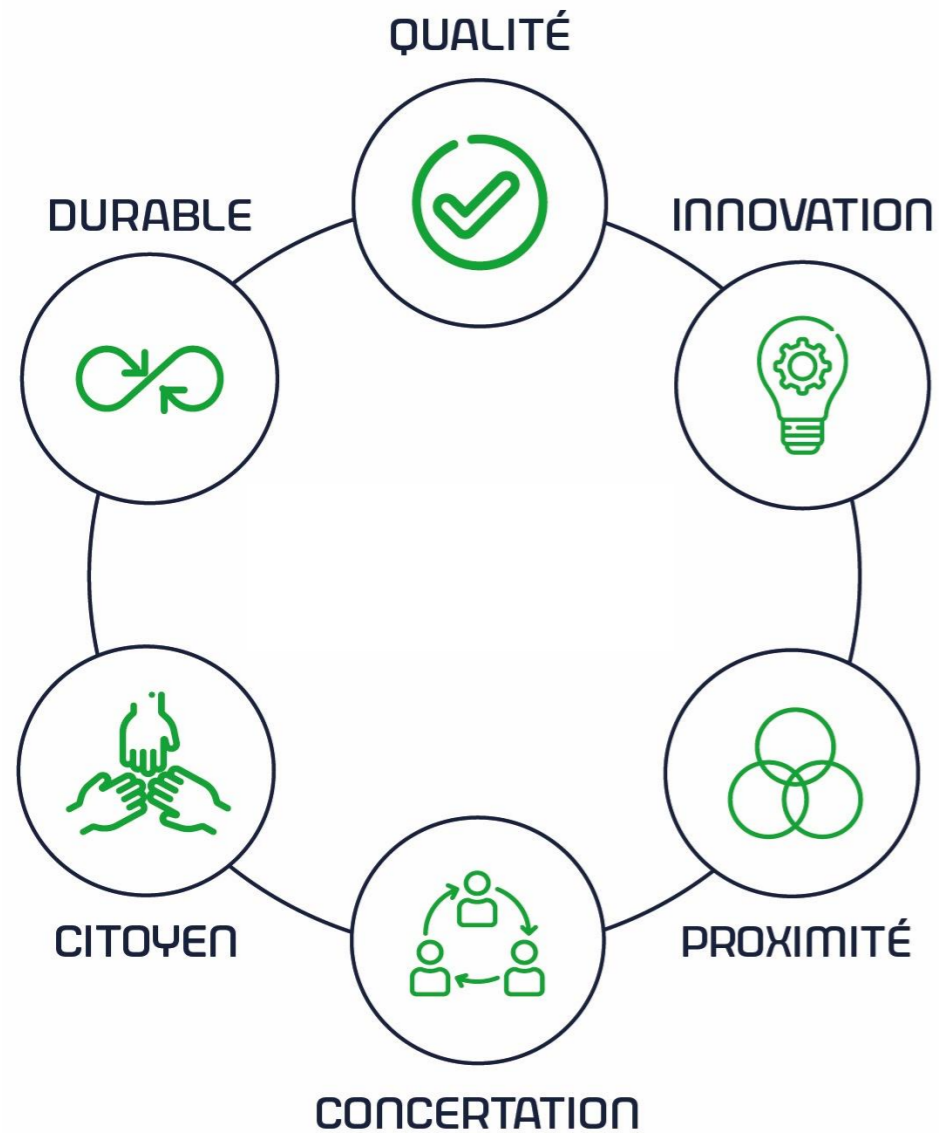 QUALITÉ
DURABLE
INNOVATION
CITOYEN
PROXIMITÉ
CONCERTATION